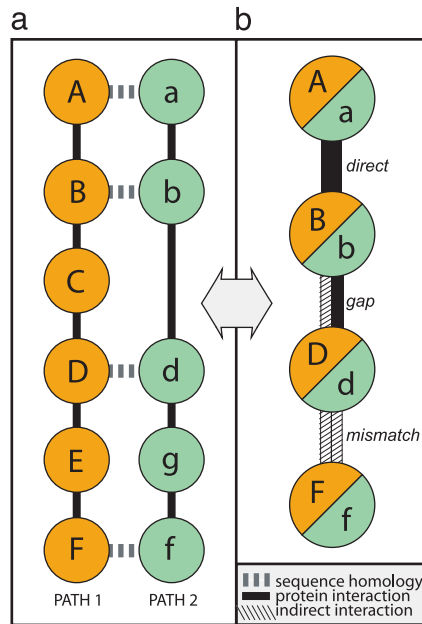 a
b
A
a
B
b
C
D
d
E
g
F
f
PATH 1
PATH 2
A
a
direct
B
b
gap
D
d
mismatch
F
f
sequence homology
protein interaction
indirect interaction